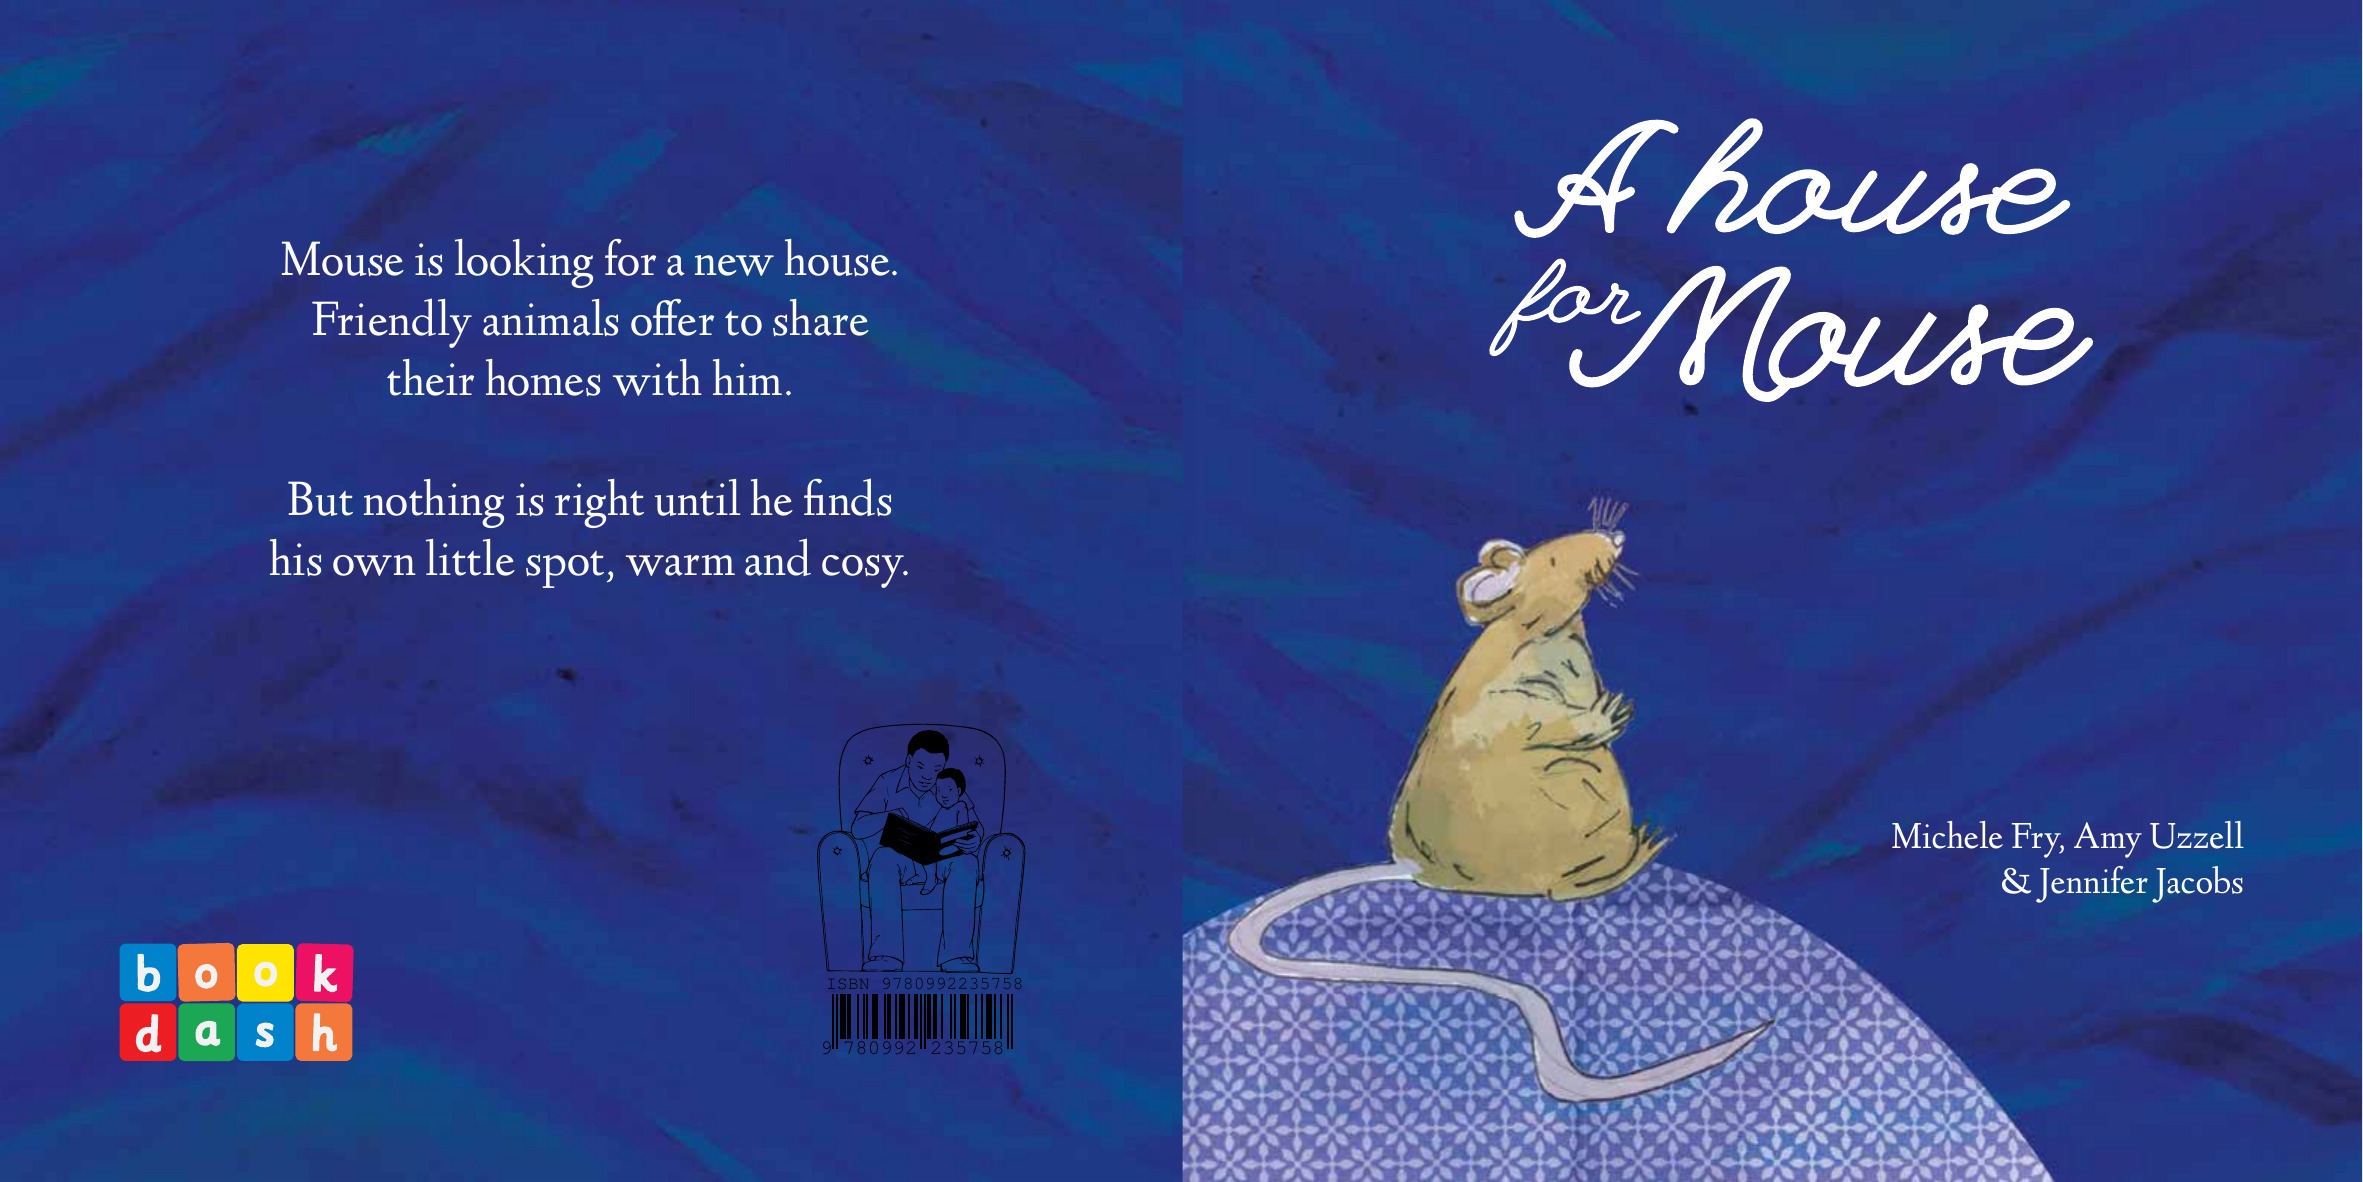 Mouse is looking for a new house.
Friendly animals offer to share
their homes with him.
But nothing is right until he finds
his own little spot, warm and cosy.
book
dash
ISBN 9780992235758
9 780992 235758
A house
for Mouse
Michele Fry, Amy Uzzell
& Jennifer Jacobs